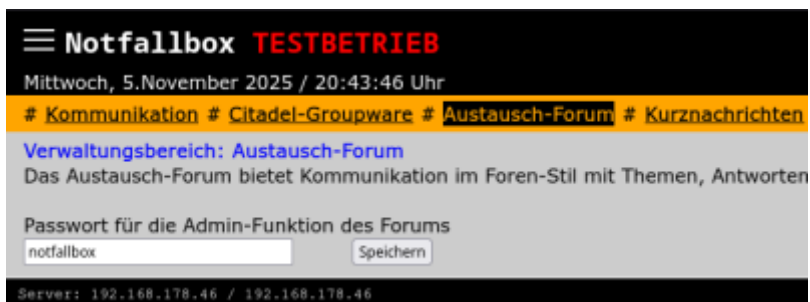 Notfallbox TESTBETRIEB
Mittwoch, 5.November 2025 / 20:43:46 Uhr
# Kommunikation # Citadel-Groupware # Austausch-Forum # Kurznachrichten
Verwaltungsbereich: Austausch-Forum
Das Austausch-Forum bietet Kommunikation im Foren-Stil mit Themen, Antworten
Passwort für die Admin-Funktion des Forums
notfallbox Speichern
Server: 192.168.178.46 / 192.168.178.46